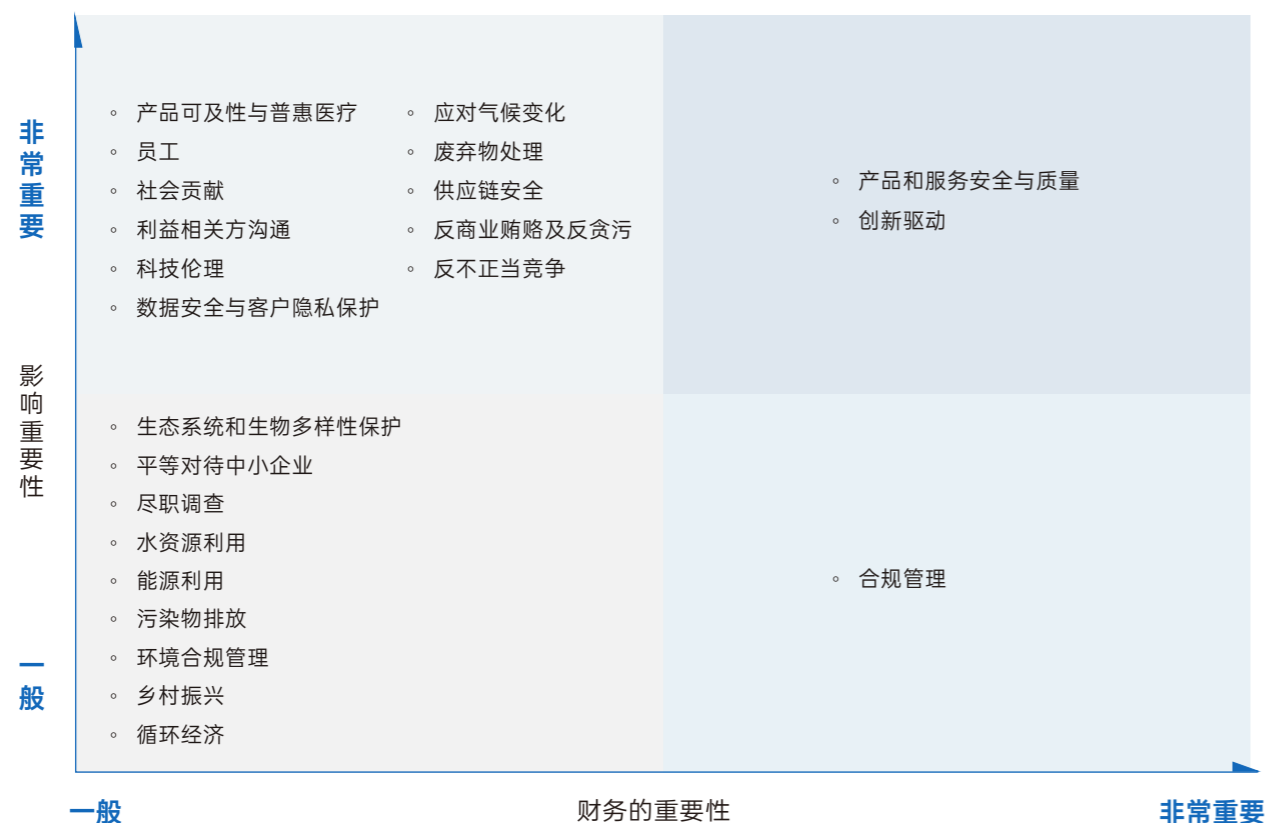 非常重要
影响重要性
一般
产品可及性与普惠医疗
员工
社会贡献
利益相关方沟通
科技伦理
数据安全与客户隐私保护
应对气候变化
废弃物处理
供应链安全
反商业贿赂及反贪污
反不正当竞争
产品和服务安全与质量
创新驱动
生态系统和生物多样性保护
平等对待中小企业
尽职调查
水资源利用
能源利用
污染物排放
环境合规管理
乡村振兴
循环经济
合规管理
一般
财务的重要性
非常重要